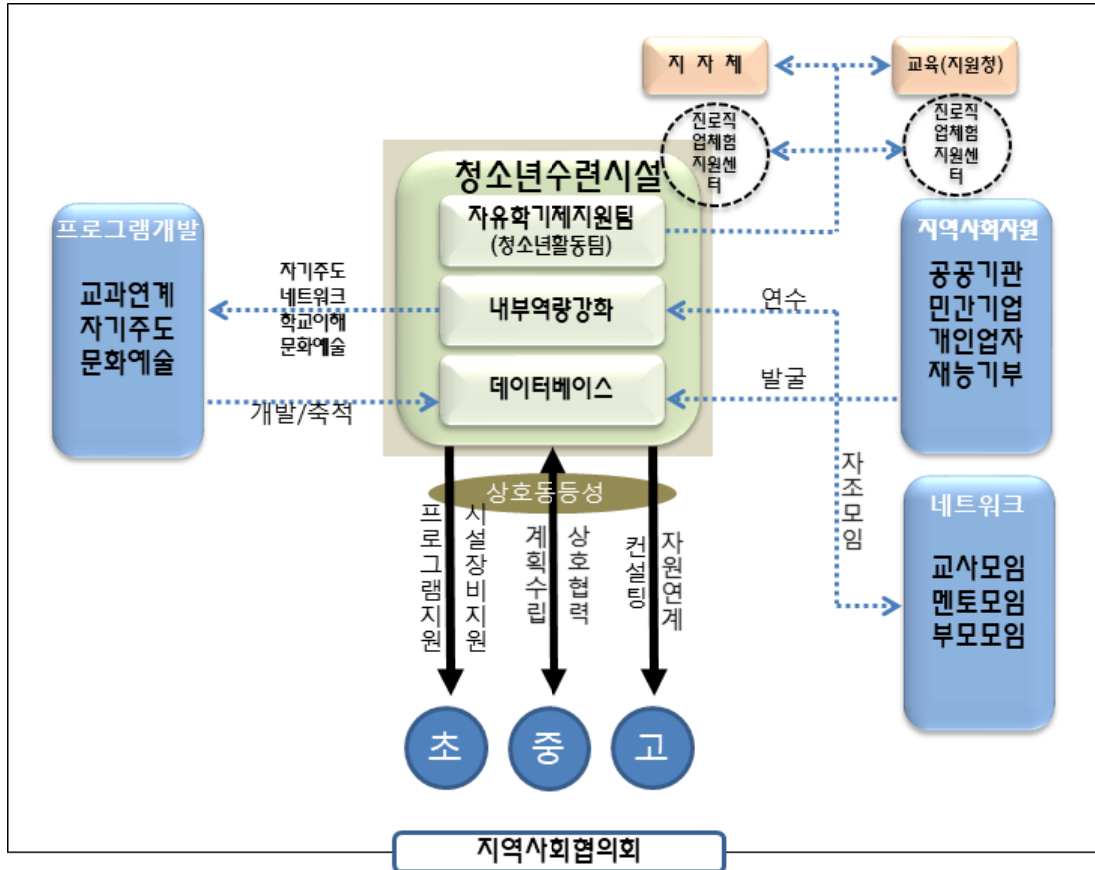 지 자 체
교육(지원청)
진로직
업체험
지원센
터
진로직
업체험
지원센
터
청소년수련시설
자유학기제지원팀
(청소년활동팀)
내부역량강화
데이터베이스
프로그램개발
교과연계
자기주도
문화예술
자기주도
네트워크
학교이해
문화예술
개발/축적
연수
발굴
자조모임
지역사회자원
공공기관
민간기업
개인업자
재능기부
네트워크
교사모임
멘토모임
부모모임
상호동등성
프로그램지원
시설장비지원
계획수립
상호협력
컨설팅
자원연계
초
중
고
지역사회협의회